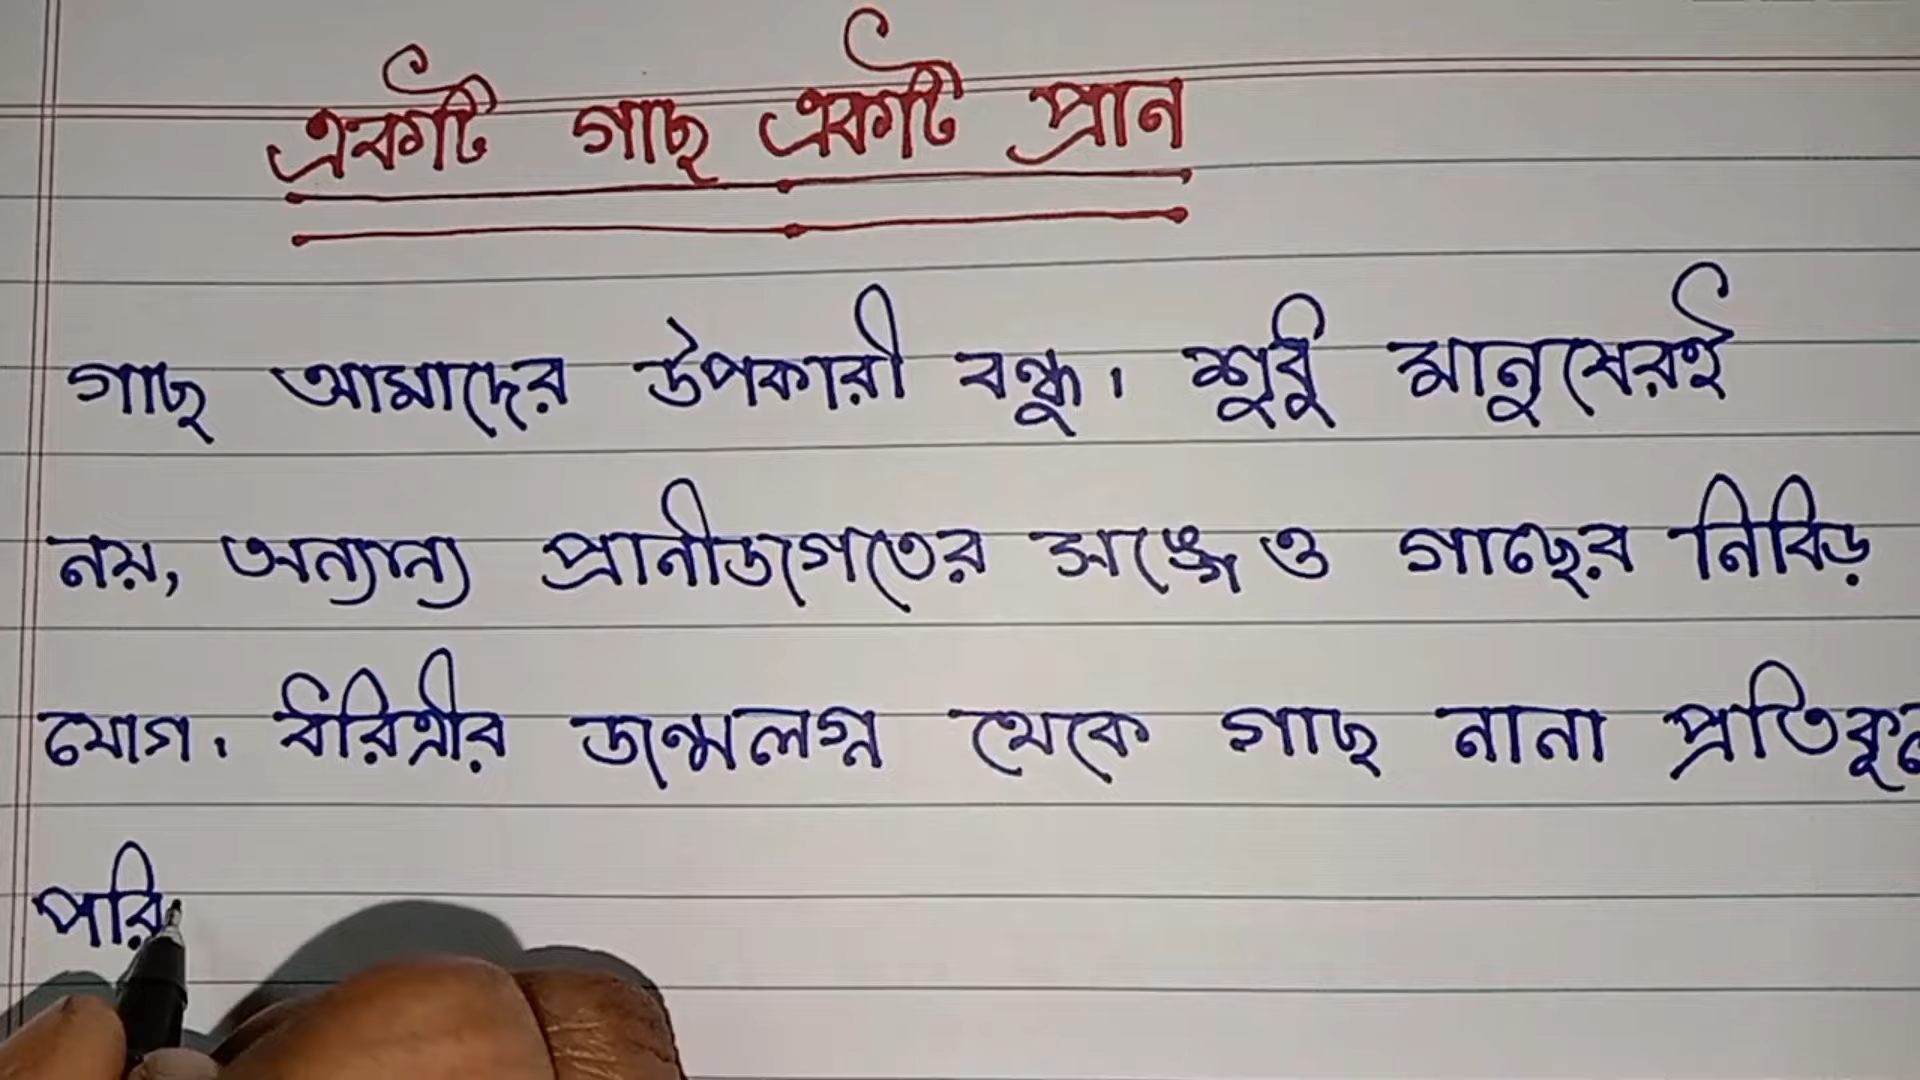 একটি গাছ একটি প্রান
গাছ আমাদের উপকারী বন্ধু। শুধু মানুষেরই
নয়, অন্যান্য প্রানীজগতের সঙ্গেও গাছের নিবিড়
যোগ। ধরিত্রীর জন্মলগ্ন থেকে গাছ নানা প্রতিকূল
পরি